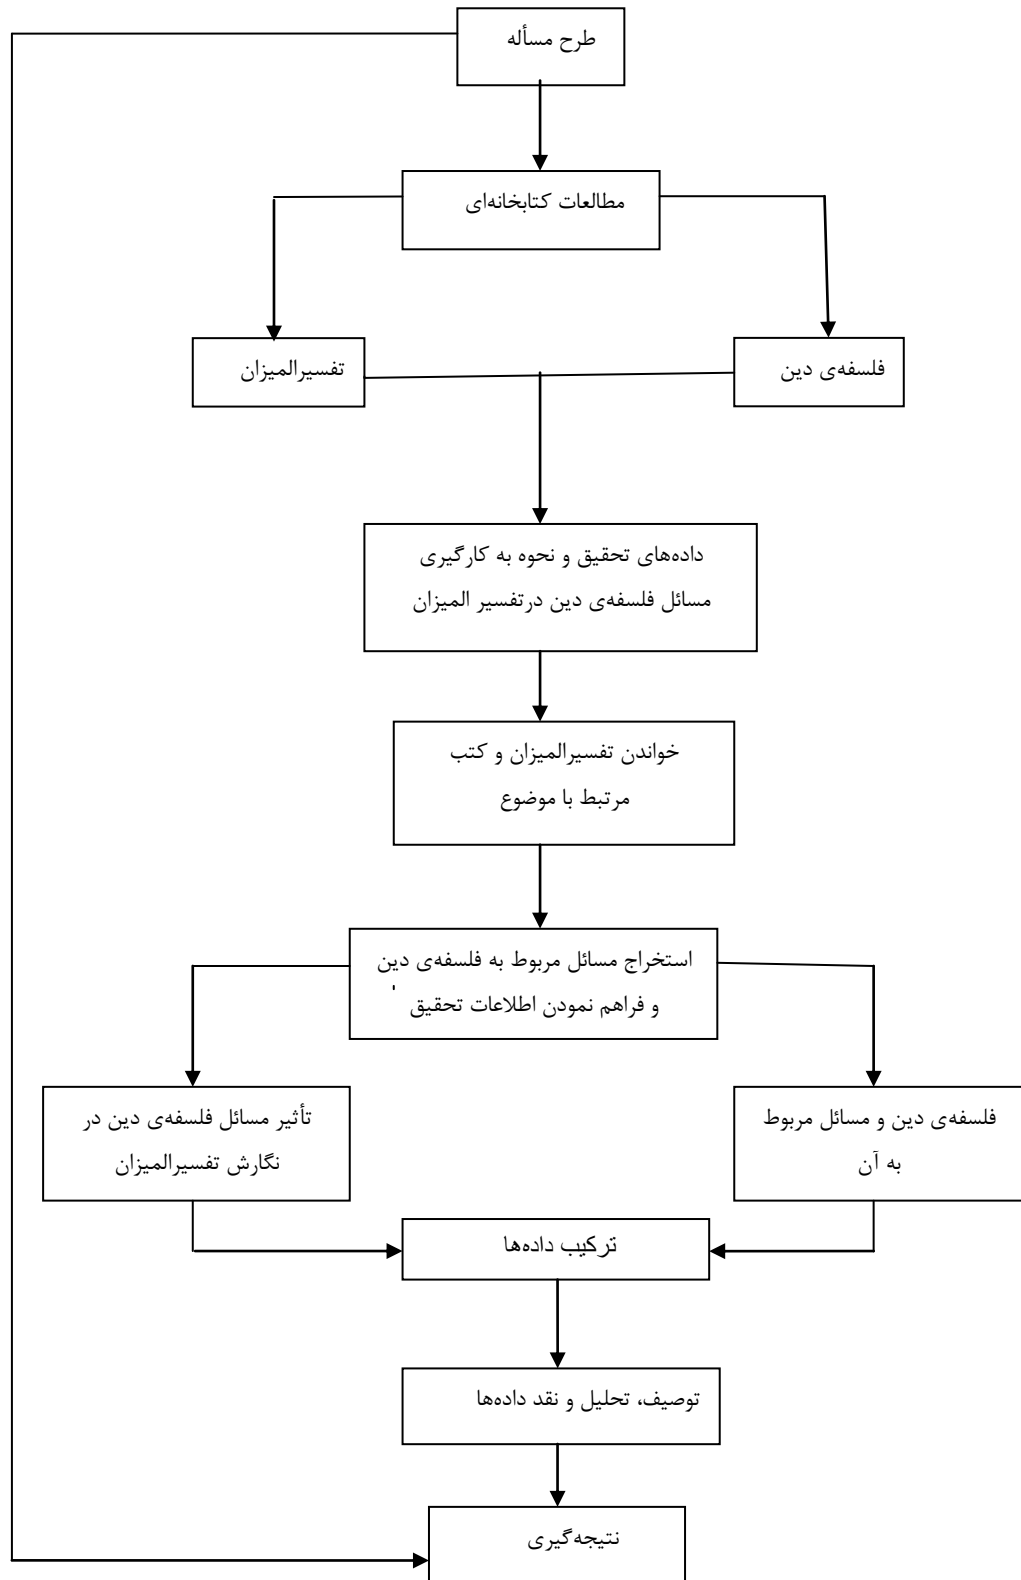 طرح مسأله
مطالعات کتابخانه‌ای
فلسفه‌ی دین
تفسیرالمیزان
داده‌های تحقیق و نحوه به کارگیری
مسائل فلسفه‌ی دین درتفسیر المیزان
خواندن تفسیرالمیزان و کتب
مرتبط با موضوع
استخراج مسائل مربوط به فلسفه‌ی دین
و فراهم نمودن اطلاعات تحقیق
فلسفه‌ی دین و مسائل مربوط
به آن
تأثیر مسائل فلسفه‌ی دین در
نگارش تفسیرالمیزان
ترکیب داده‌ها
توصیف، تحلیل و نقد داده‌ها
نتیجه‌گیری